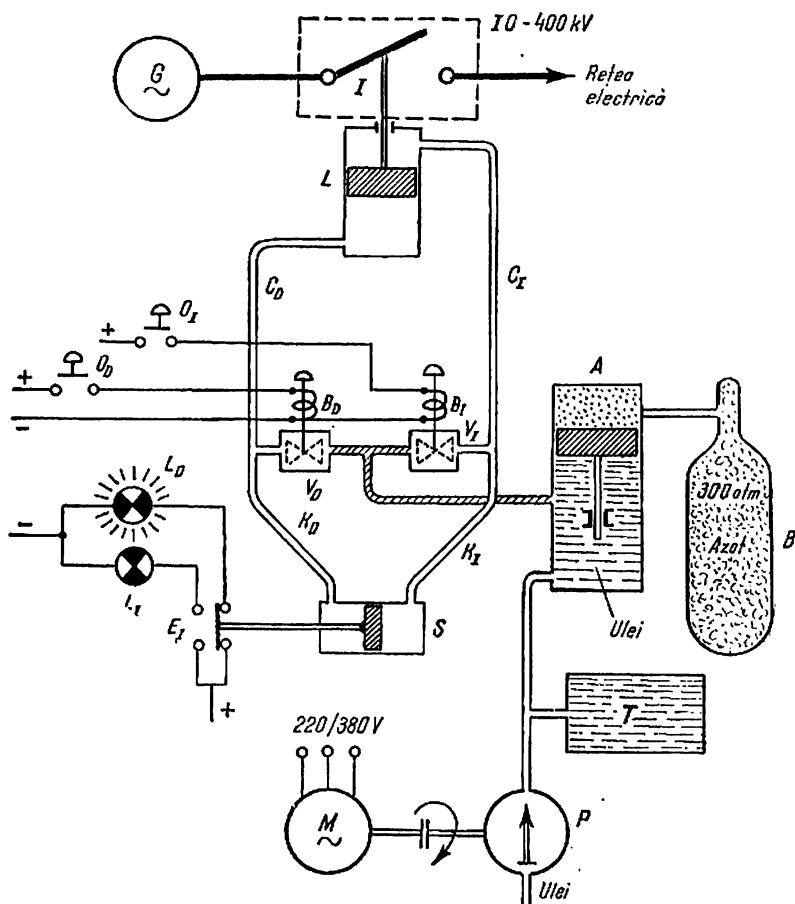 IO-400kV
G
~
I
Rețea
electrică
L
C_D
C_I
+
O_I
+
O_D
A
B_D
B_I
V_I
-
V_D
L_D
300 atm
Azot
B
K_D
K_I
-
L_I
Ulei
E_I
S
+
T
220/380V
M
~
P
Ulei